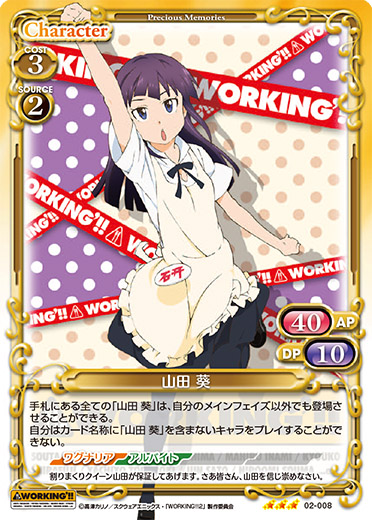 Precious Memories
Character
COST
3
SOURCE
2
WORKING'!!
WORKING'!!
WORKING'!!
WORKING'!!
WORKING'!!
40 AP
DP 10
山田 葵
手札にある全ての「山田 葵」は、自分のメインフェイズ以外でも登場さ
せることができる。
自分はカード名称に「山田 葵」を含まないキャラをプレイすることがで
きない。
ワグナリア アルバイト
割りまくりクイーン山田が保証してあげます。さあ皆さん、山田を信じ崇めなさい。
WORKING'!!
02-008
©高津カリノ/スクウェアエニックス・「WORKING'!!2」製作委員会